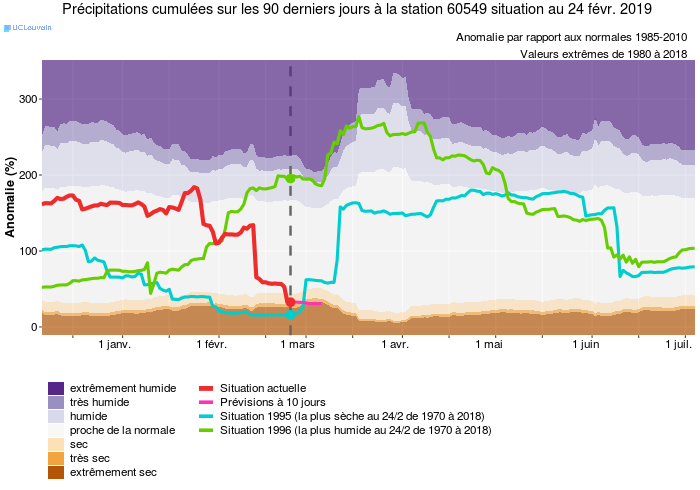 Précipitations cumulées sur les 90 derniers jours à la station 60549 situation au 24 févr. 2019
UCLouvain
Anomalie par rapport aux normales 1985-2010
Valeurs extrêmes de 1980 à 2018
Anomalie (%)
300
200
100
0
1 janv.
1 févr.
1 mars
1 avr.
1 mai
1 juin
1 juil.
extrêmement humide
très humide
humide
proche de la normale
sec
très sec
extrêmement sec
Situation actuelle
Prévisions à 10 jours
Situation 1995 (la plus sèche au 24/2 de 1970 à 2018)
Situation 1996 (la plus humide au 24/2 de 1970 à 2018)